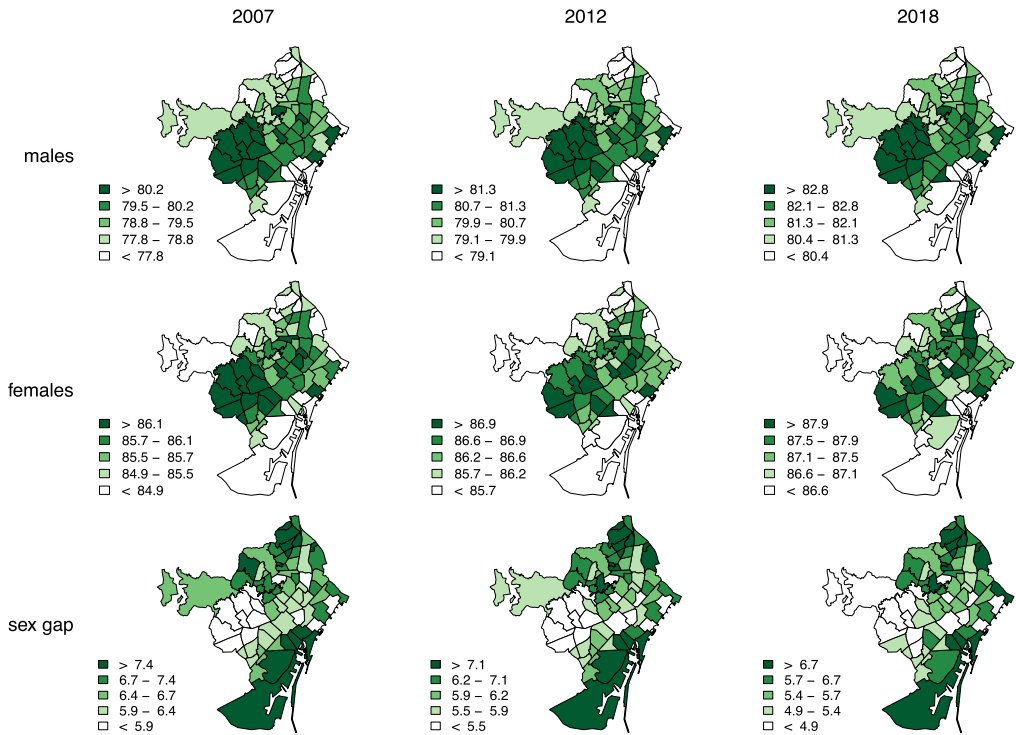 2007 2012 2018
males
> 80.2
79.5 – 80.2
78.8 – 79.5
77.8 – 78.8
< 77.8
> 81.3
80.7 – 81.3
79.9 – 80.7
79.1 – 79.9
< 79.1
> 82.8
82.1 – 82.8
81.3 – 82.1
80.4 – 81.3
< 80.4
females
> 86.1
85.7 – 86.1
85.5 – 85.7
84.9 – 85.5
< 84.9
> 86.9
86.6 – 86.9
86.2 – 86.6
85.7 – 86.2
< 85.7
> 87.9
87.5 – 87.9
87.1 – 87.5
86.6 – 87.1
< 86.6
sex gap
> 7.4
6.7 – 7.4
6.4 – 6.7
5.9 – 6.4
< 5.9
> 7.1
6.2 – 7.1
5.9 – 6.2
5.5 – 5.9
< 5.5
> 6.7
5.7 – 6.7
5.4 – 5.7
4.9 – 5.4
< 4.9